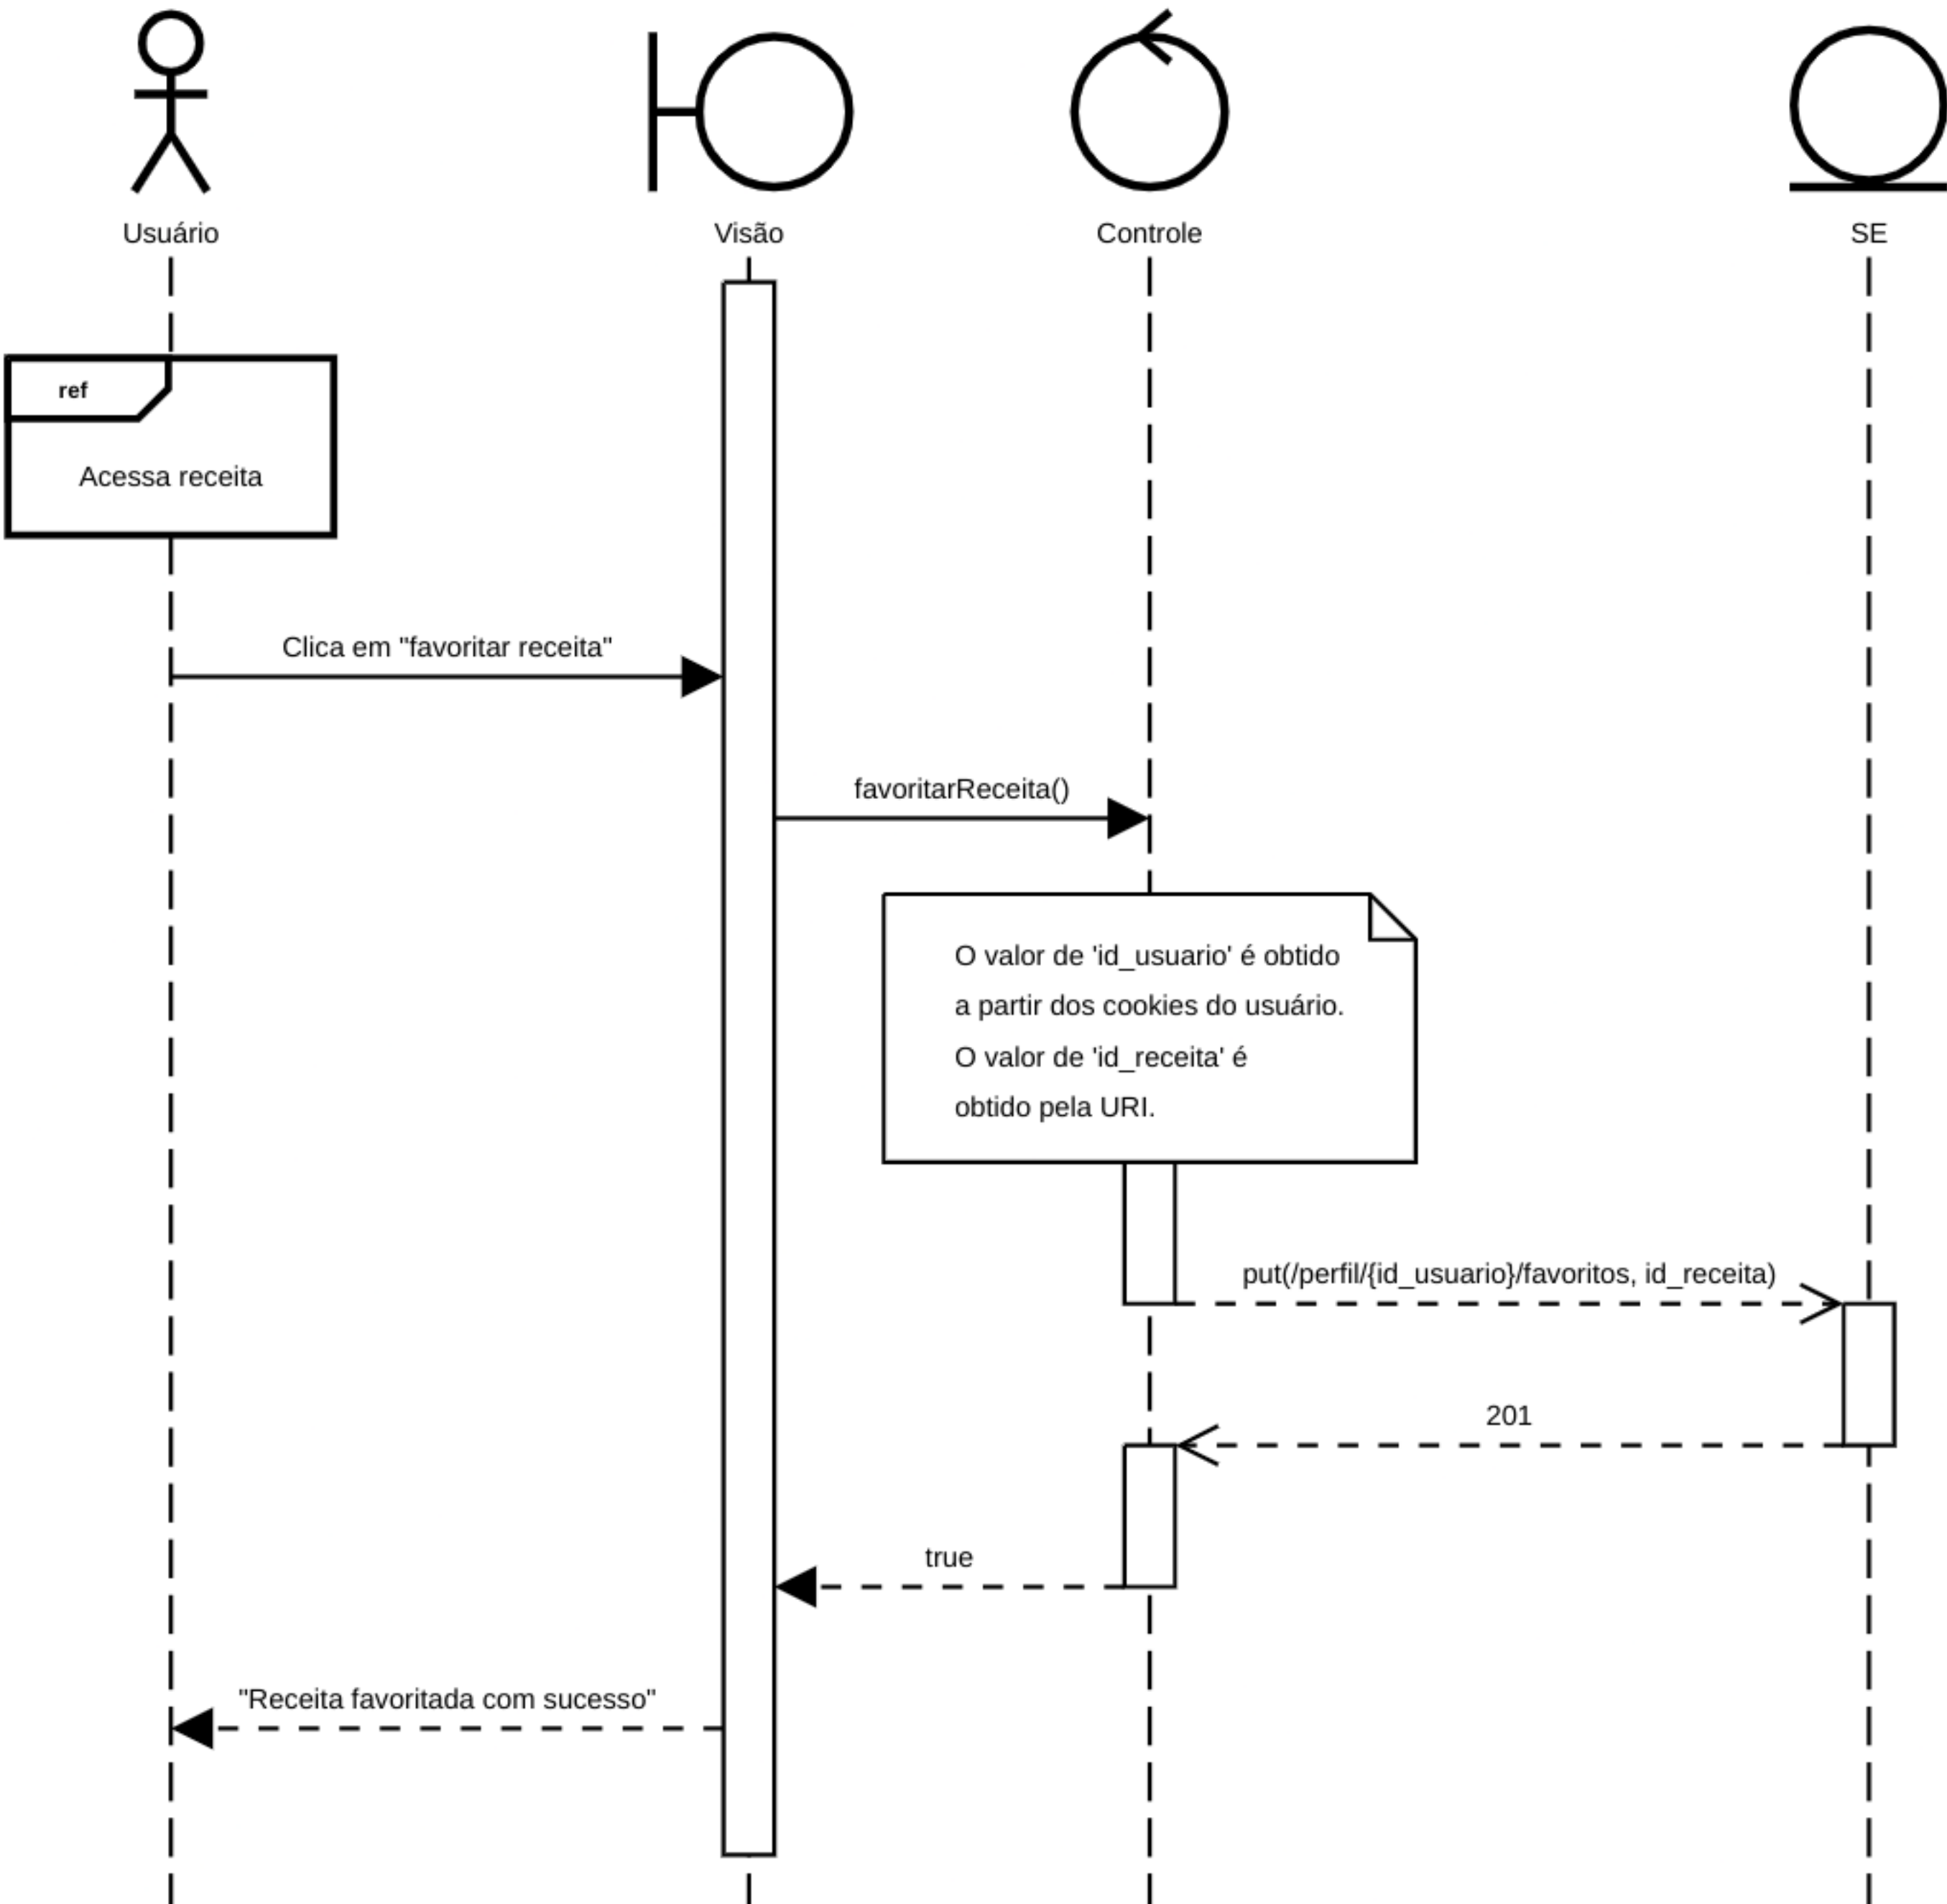 Usuário
Visão
Controle
SE
ref
Acessa receita
Clica em "favoritar receita"
favoritarReceita()
O valor de 'id_usuario' é obtido
a partir dos cookies do usuário.
O valor de 'id_receita' é
obtido pela URI.
put(/perfil/{id_usuario}/favoritos, id_receita)
201
true
"Receita favoritada com sucesso"